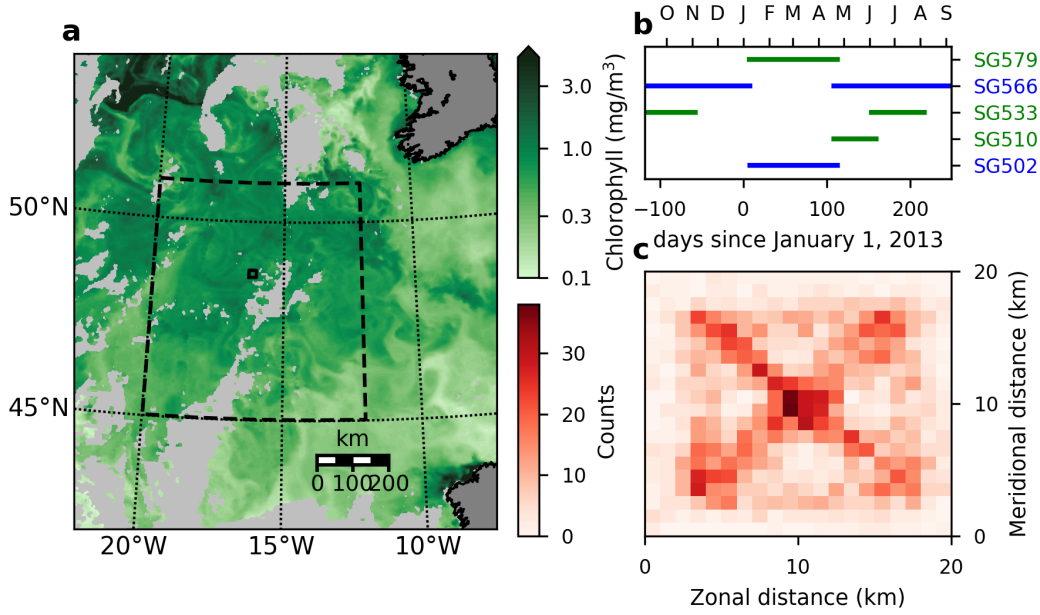 a
50°N
45°N
20°W 15°W 10°W
km
0 100 200
3.0
1.0
0.3
0.1
Chlorophyll (mg/m³)
30
20
10
0
Counts
b
O N D J F M A M J J A S
SG579
SG566
SG533
SG510
SG502
−100 0 100 200
days since January 1, 2013
c
20
10
0
Meridional distance (km)
0 10 20
Zonal distance (km)